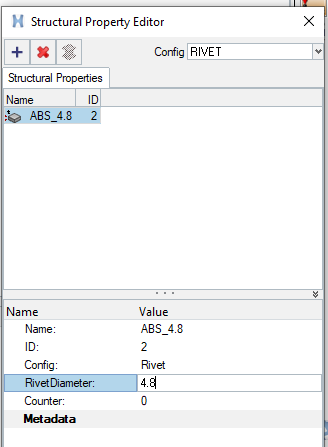 Structural Property Editor
Config RIVET
Structural Properties
Name ID
ABS_4.8 2
Name Value
Name: ABS_4.8
ID: 2
Config: Rivet
RivetDiameter: 4.8
Counter: 0
Metadata